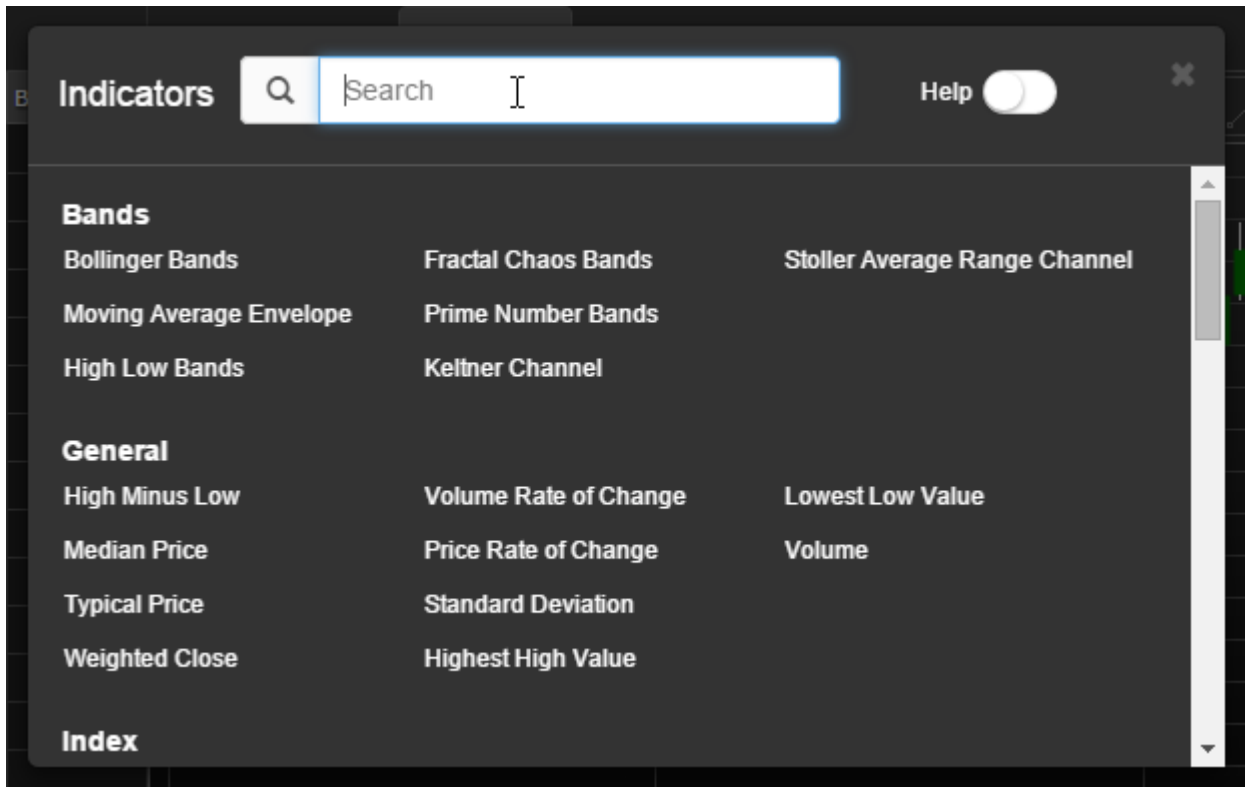 B
Indicators Search Help
Bands
Bollinger Bands Fractal Chaos Bands Stoller Average Range Channel
Moving Average Envelope Prime Number Bands
High Low Bands Keltner Channel
General
High Minus Low Volume Rate of Change Lowest Low Value
Median Price Price Rate of Change Volume
Typical Price Standard Deviation
Weighted Close Highest High Value
Index